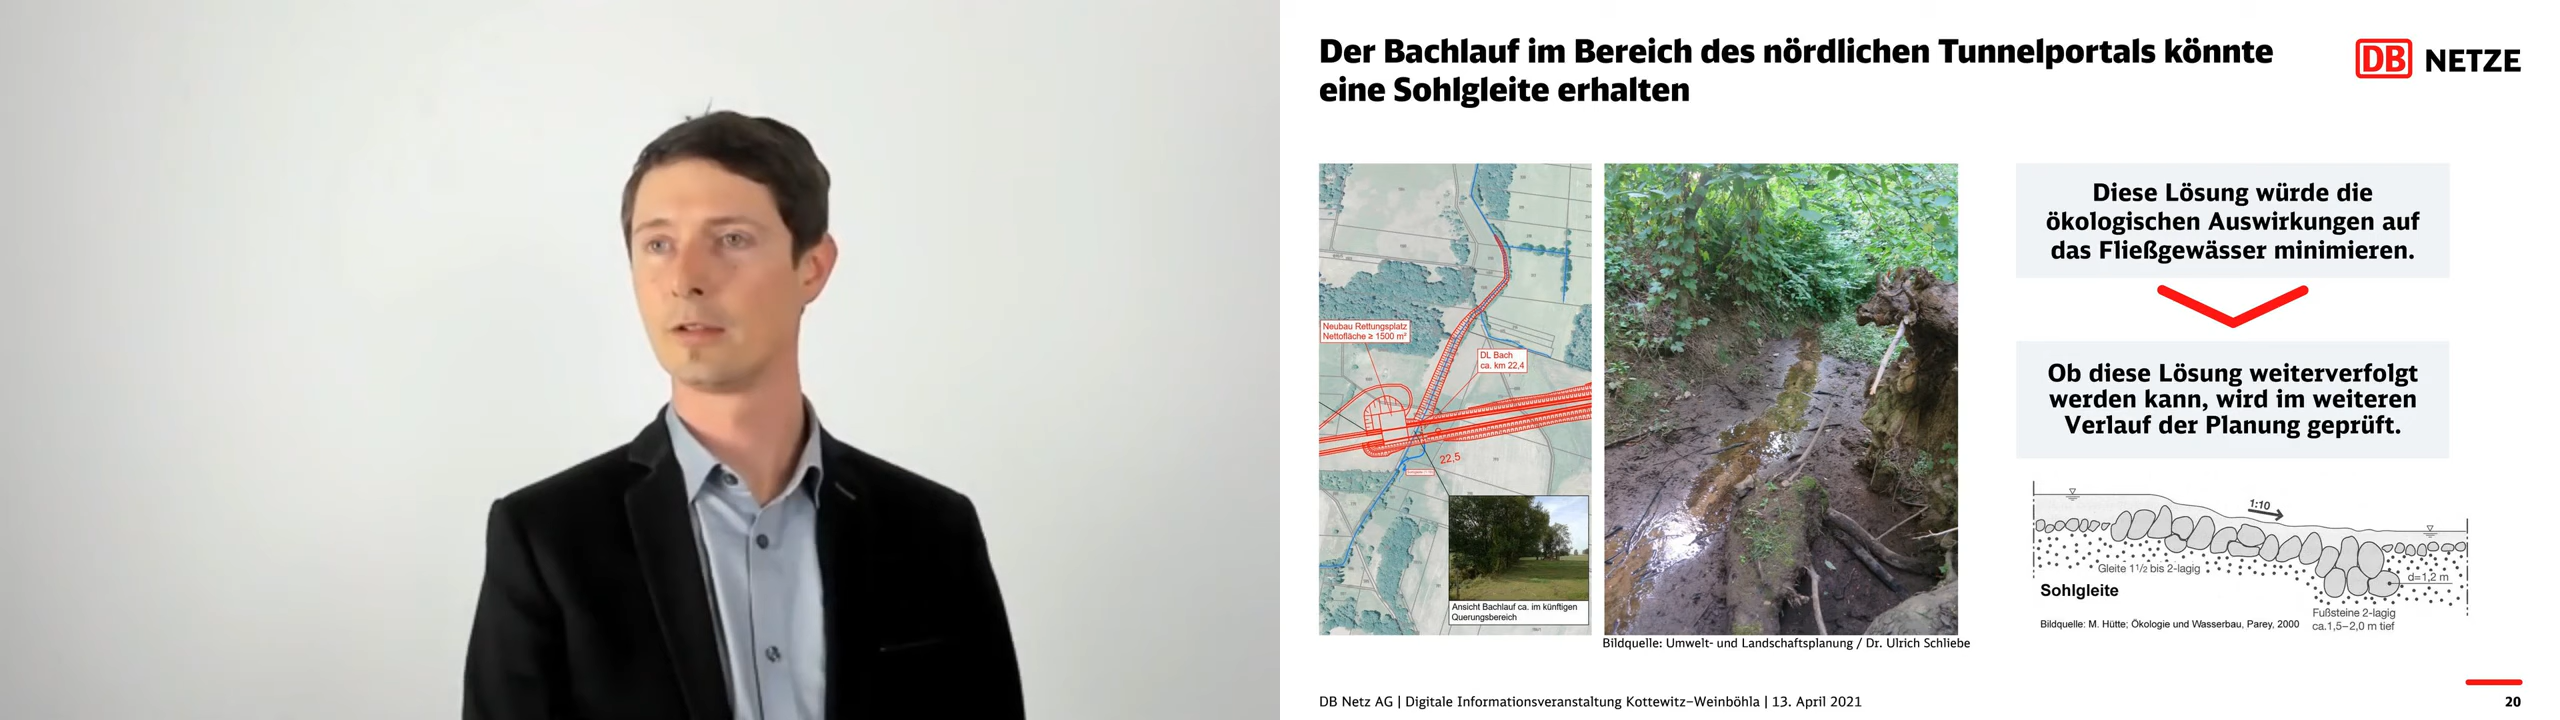 Der Bachlauf im Bereich des nördlichen Tunnelportals könnte
eine Sohlgleite erhalten
DB NETZE
Neubau Rettungsplatz
Nettofläche ≥ 1500 m²
DL Bach
ca. km 22,4
22,5
Ansicht Bachlauf ca. im künftigen
Querungsbereich
Bildquelle: Umwelt- und Landschaftsplanung / Dr. Ulrich Schliebe
Diese Lösung würde die
ökologischen Auswirkungen auf
das Fließgewässer minimieren.
Ob diese Lösung weiterverfolgt
werden kann, wird im weiteren
Verlauf der Planung geprüft.
1:10
Gleite 1 1/2 bis 2-lagig
d=1,2 m
Sohlgleite
Fußsteine 2-lagig
ca.1,5–2,0 m tief
Bildquelle: M. Hütte; Ökologie und Wasserbau, Parey, 2000
DB Netz AG | Digitale Informationsveranstaltung Kottewitz–Weinböhla | 13. April 2021
20